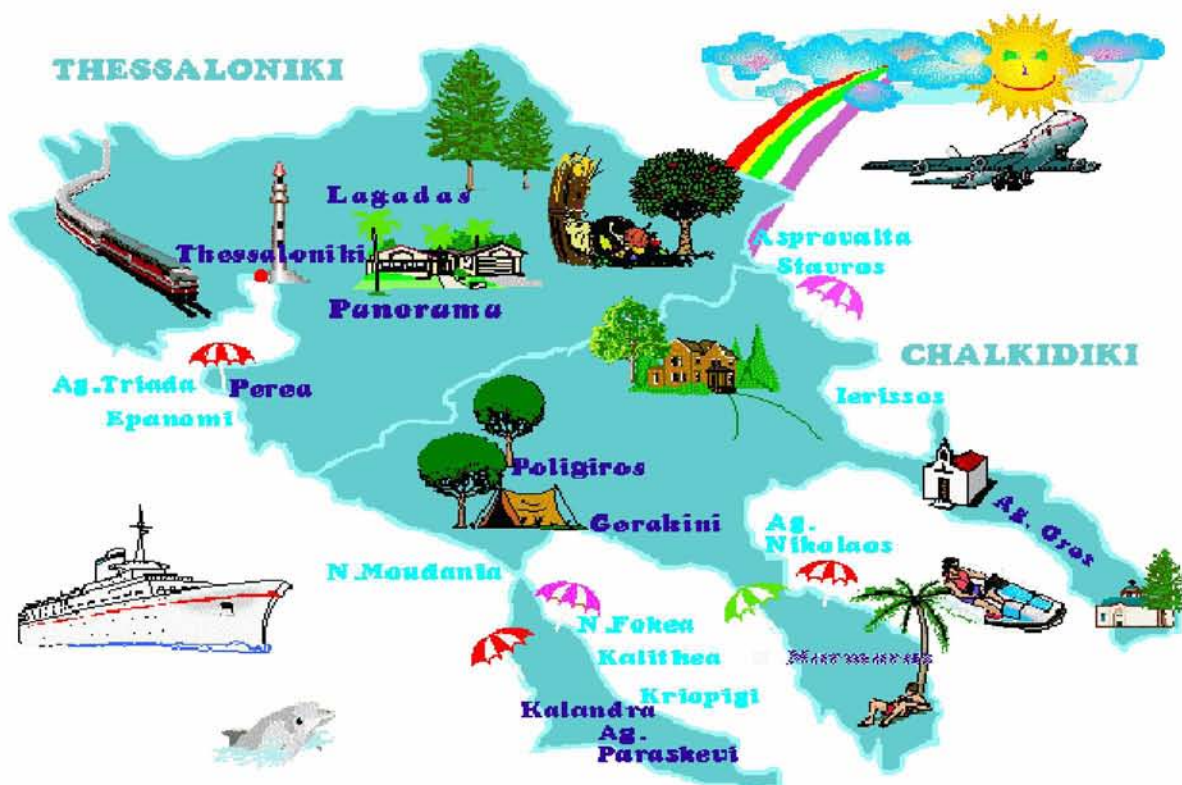 THESSALONIKI
Lagadas
Thessaloniki
Asprovalta
Stavros
Panorama
CHALKIDIKI
Ag.Triada
Perea
Epanomi
Ierissos
Poligiros
Gerakini
Ag.
Nikolaos
Ag. Oros
N.Moudania
N.Fokea
Kalithea
Marmaras
Kriopigi
Kalandra
Ag.
Paraskevi